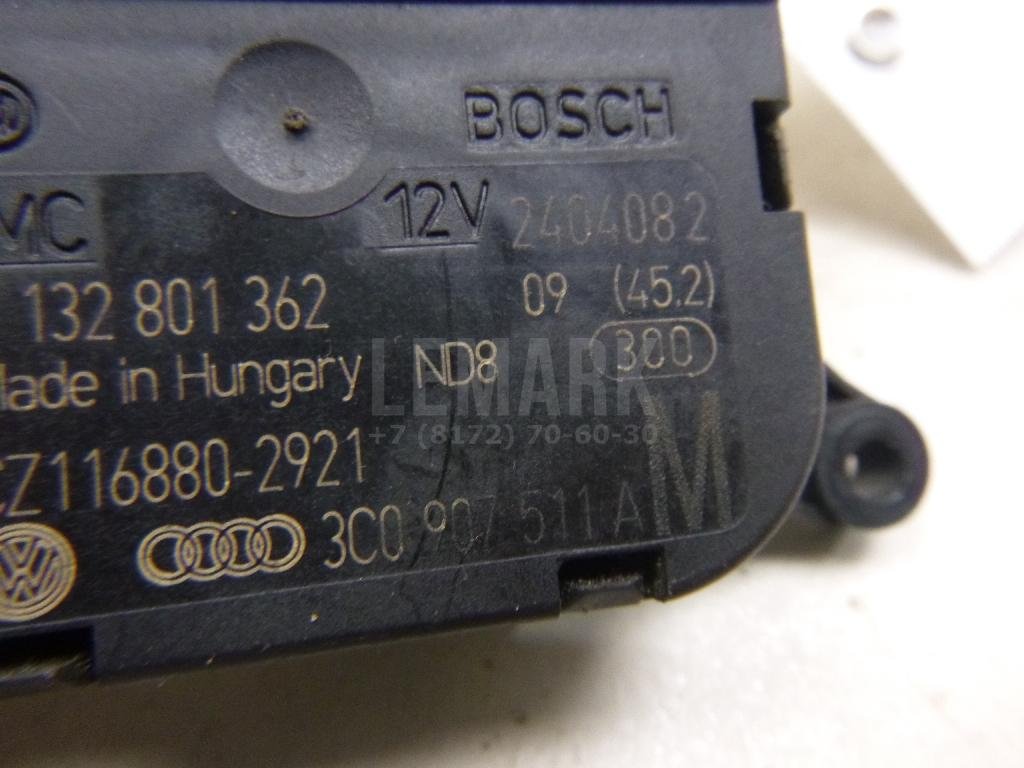 BOSCH
MC 12V 2404082
132 801 362 09 (45.2)
Made in Hungary ND8 300
CZ116880-2921 M
3C0 907 511 A
LEMARK
+7 (8172) 70-60-30